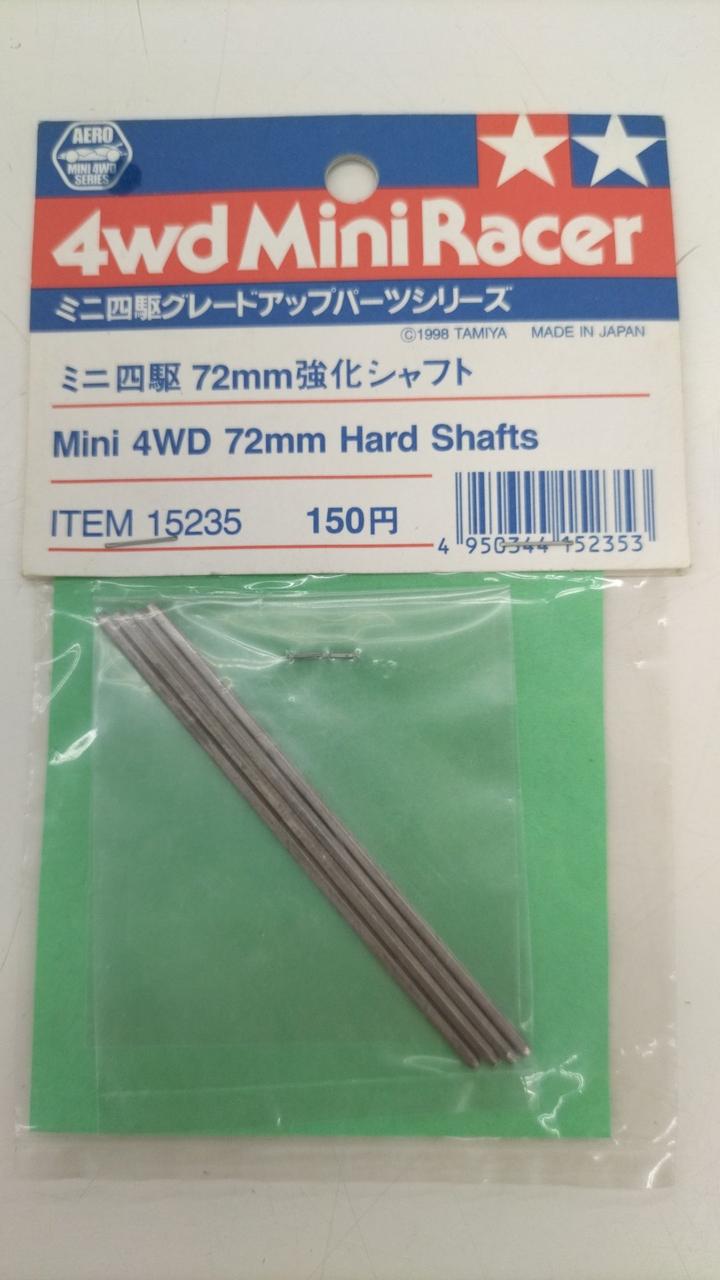 AERO
MINI 4WD
SERIES
4wd Mini Racer
ミニ四駆グレードアップパーツシリーズ
©1998 TAMIYA MADE IN JAPAN
ミニ四駆 72mm強化シャフト
Mini 4WD 72mm Hard Shafts
ITEM 15235 150円
4 950344 152353